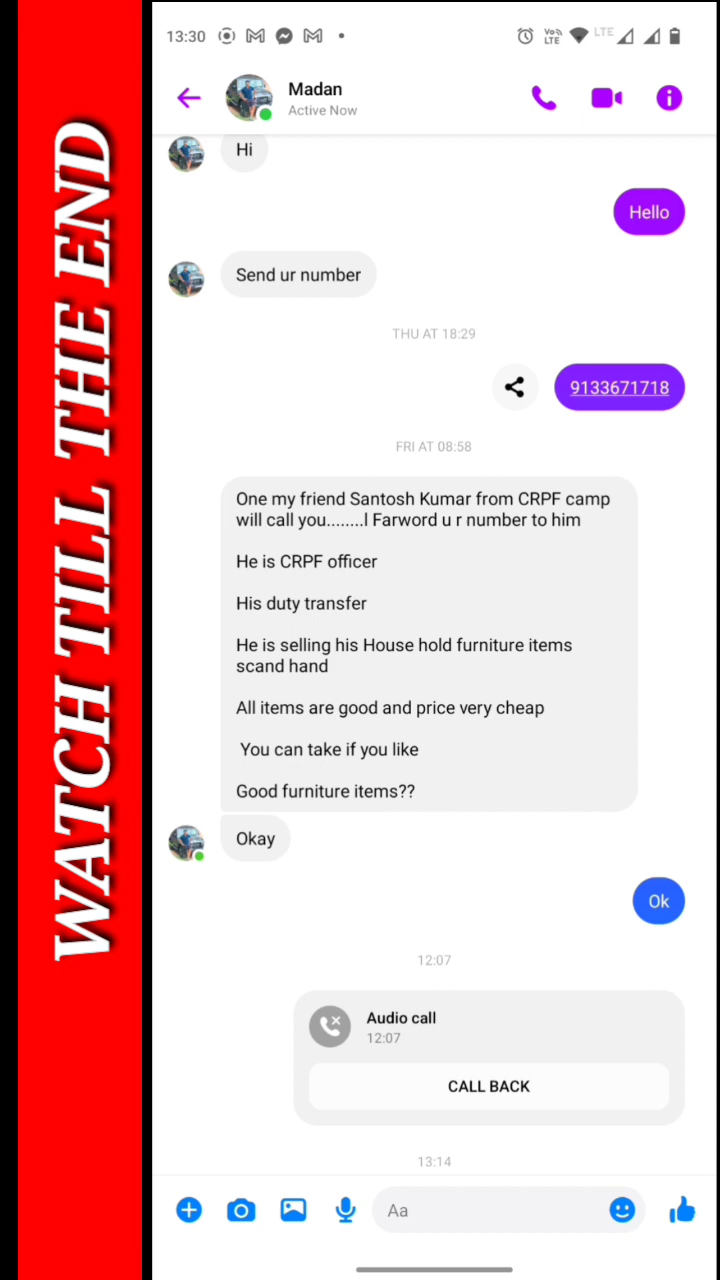 WATCH TILL THE END
13:30
Vo))
LTE
LTE
Madan
Active Now
Hi
Hello
Send ur number
THU AT 18:29
9133671718
FRI AT 08:58
One my friend Santosh Kumar from CRPF camp
will call you........I Farword u r number to him
He is CRPF officer
His duty transfer
He is selling his House hold furniture items
scand hand
All items are good and price very cheap
You can take if you like
Good furniture items??
Okay
Ok
12:07
Audio call
12:07
CALL BACK
13:14
Aa